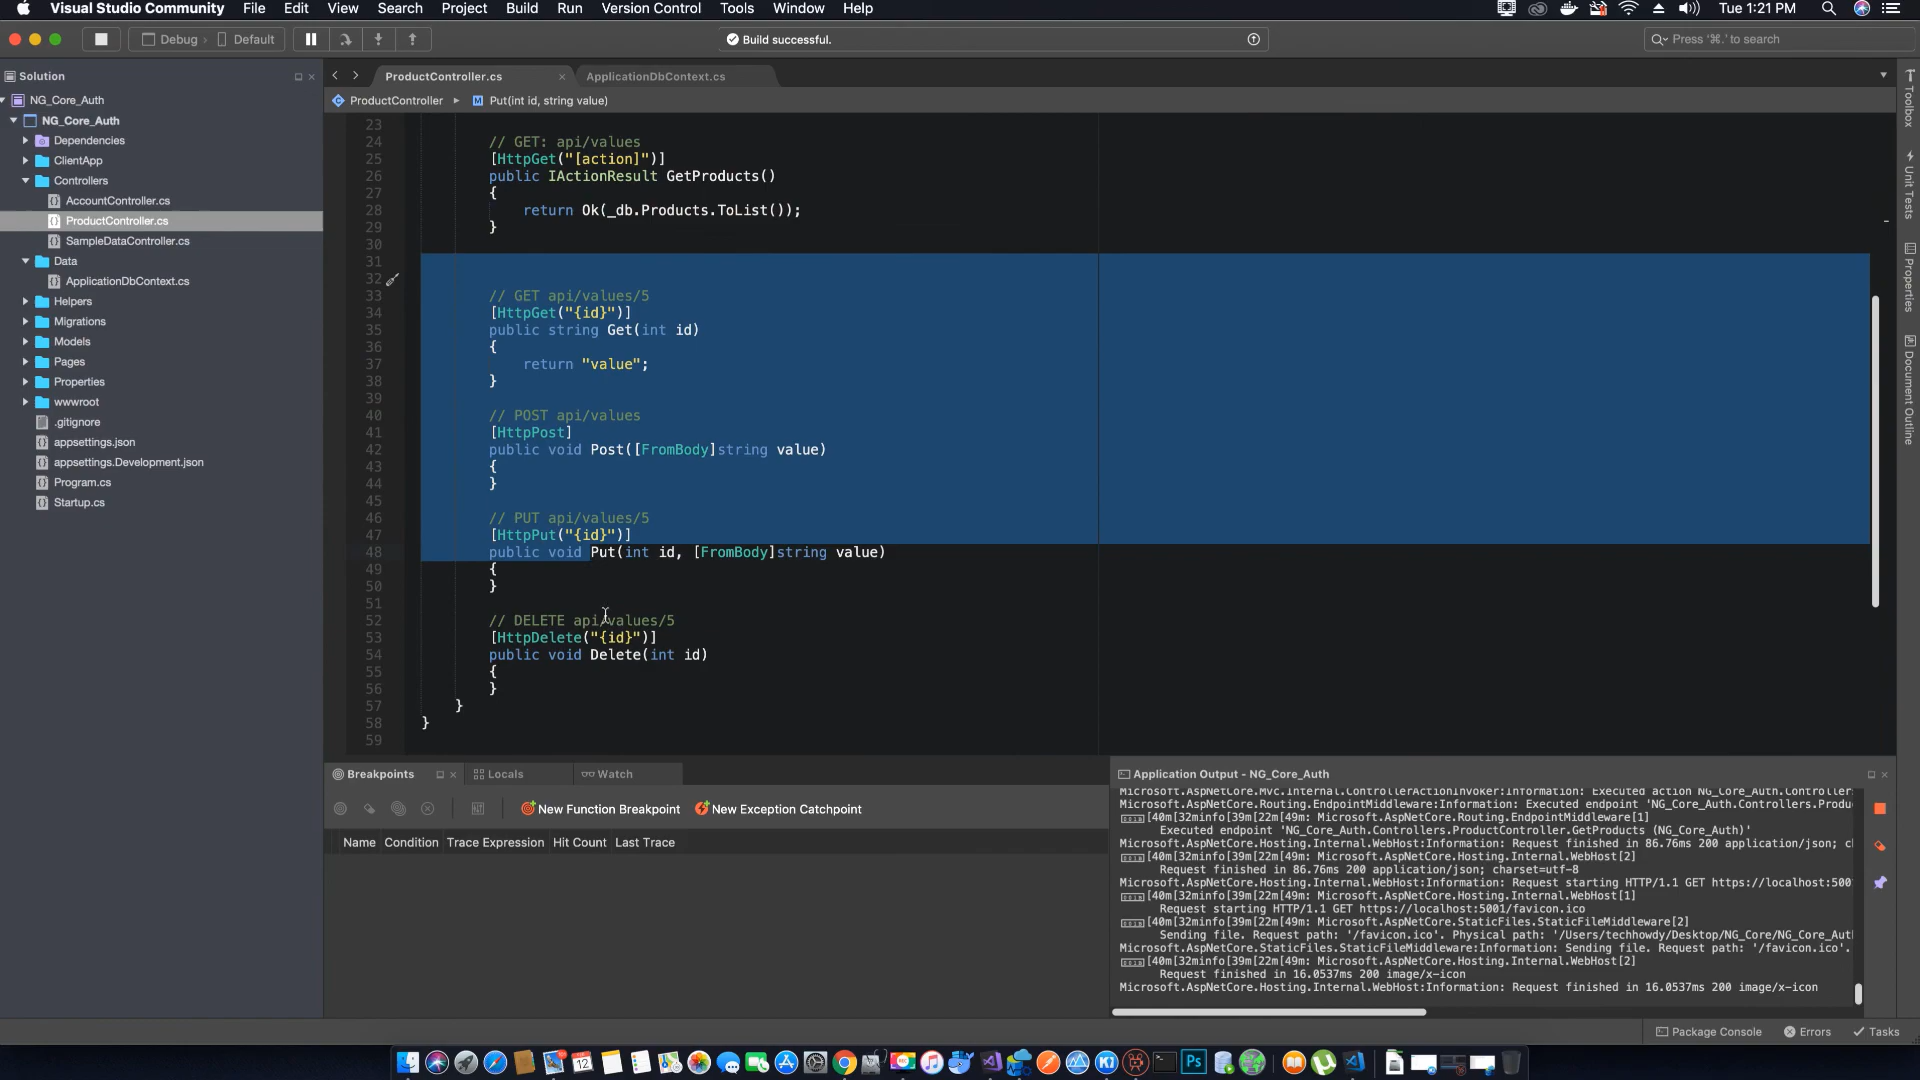 Visual Studio Community File Edit View Search Project Build Run Version Control Tools Window Help Tue 1:21 PM
Debug Default Build successful. Press '⌘.' to search
Solution
NG_Core_Auth
NG_Core_Auth
Dependencies
ClientApp
Controllers
AccountController.cs
ProductController.cs
SampleDataController.cs
Data
ApplicationDbContext.cs
Helpers
Migrations
Models
Pages
Properties
wwwroot
.gitignore
appsettings.json
appsettings.Development.json
Program.cs
Startup.cs
ProductController.cs ApplicationDbContext.cs
ProductController Put(int id, string value)
23
24 // GET: api/values
25 [HttpGet("[action]")]
26 public IActionResult GetProducts()
27 {
28 return Ok(_db.Products.ToList());
29 }
30
31
32
33 // GET api/values/5
34 [HttpGet("{id}")]
35 public string Get(int id)
36 {
37 return "value";
38 }
39
40 // POST api/values
41 [HttpPost]
42 public void Post([FromBody]string value)
43 {
44 }
45
46 // PUT api/values/5
47 [HttpPut("{id}")]
48 public void Put(int id, [FromBody]string value)
49 {
50 }
51
52 // DELETE api/values/5
53 [HttpDelete("{id}")]
54 public void Delete(int id)
55 {
56 }
57 }
58 }
59
Toolbox
Unit Tests
Properties
Document Outline
Breakpoints Locals Watch
New Function Breakpoint New Exception Catchpoint
Name Condition Trace Expression Hit Count Last Trace
Application Output - NG_Core_Auth
Microsoft.AspNetCore.Mvc.Internal.ControllerActionInvoker:Information: Executed action NG_Core_Auth.Controller
Microsoft.AspNetCore.Routing.EndpointMiddleware:Information: Executed endpoint 'NG_Core_Auth.Controllers.Produ
[40m[32minfo[39m[22m[49m: Microsoft.AspNetCore.Routing.EndpointMiddleware[1]
Executed endpoint 'NG_Core_Auth.Controllers.ProductController.GetProducts (NG_Core_Auth)'
Microsoft.AspNetCore.Hosting.Internal.WebHost:Information: Request finished in 86.76ms 200 application/json; c
[40m[32minfo[39m[22m[49m: Microsoft.AspNetCore.Hosting.Internal.WebHost[2]
Request finished in 86.76ms 200 application/json; charset=utf-8
Microsoft.AspNetCore.Hosting.Internal.WebHost:Information: Request starting HTTP/1.1 GET https://localhost:500
[40m[32minfo[39m[22m[49m: Microsoft.AspNetCore.Hosting.Internal.WebHost[1]
Request starting HTTP/1.1 GET https://localhost:5001/favicon.ico
[40m[32minfo[39m[22m[49m: Microsoft.AspNetCore.StaticFiles.StaticFileMiddleware[2]
Sending file. Request path: '/favicon.ico'. Physical path: '/Users/techhowdy/Desktop/NG_Core/NG_Core_Aut
Microsoft.AspNetCore.StaticFiles.StaticFileMiddleware:Information: Sending file. Request path: '/favicon.ico'.
[40m[32minfo[39m[22m[49m: Microsoft.AspNetCore.Hosting.Internal.WebHost[2]
Request finished in 16.0537ms 200 image/x-icon
Microsoft.AspNetCore.Hosting.Internal.WebHost:Information: Request finished in 16.0537ms 200 image/x-icon
Package Console Errors Tasks
12 Ps